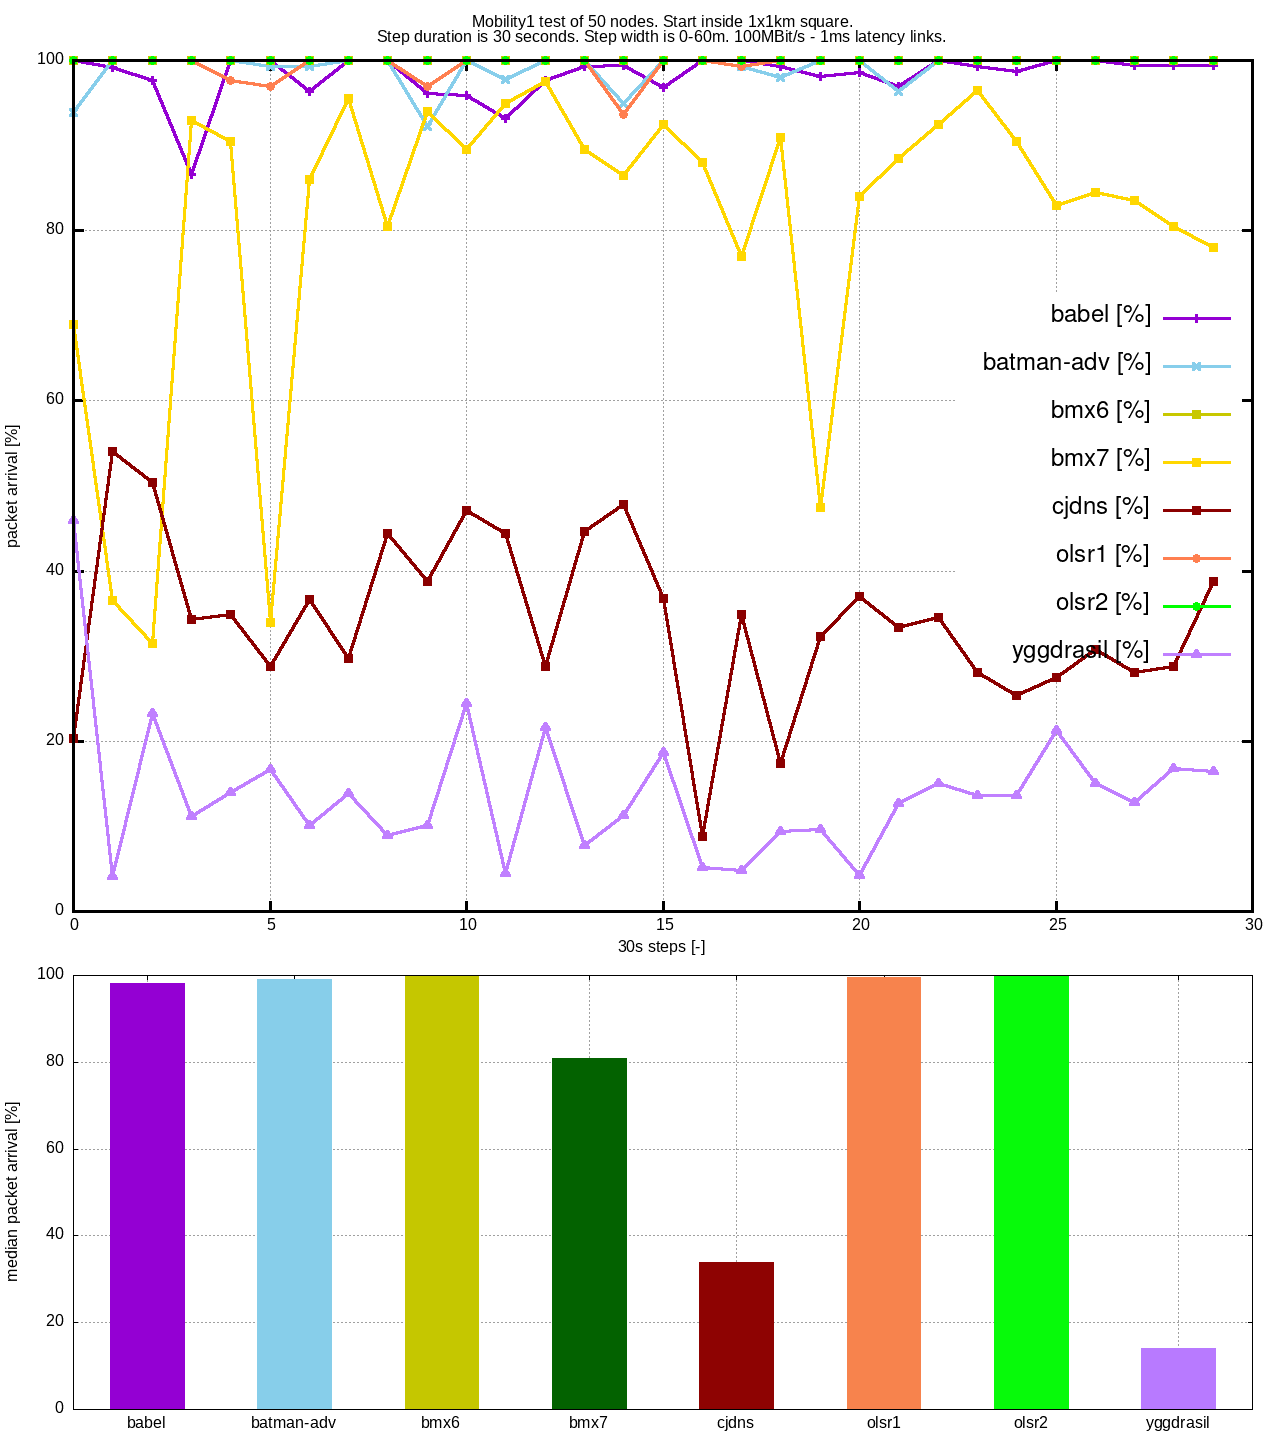 Mobility1 test of 50 nodes. Start inside 1x1km square.
Step duration is 30 seconds. Step width is 0-60m. 100MBit/s - 1ms latency links.
100
80
60
40
20
0
packet arrival [%]
babel [%]
batman-adv [%]
bmx6 [%]
bmx7 [%]
cjdns [%]
olsr1 [%]
olsr2 [%]
yggdrasil [%]
0 5 10 15 20 25 30
30s steps [-]
100
80
60
40
20
0
median packet arrival [%]
babel batman-adv bmx6 bmx7 cjdns olsr1 olsr2 yggdrasil